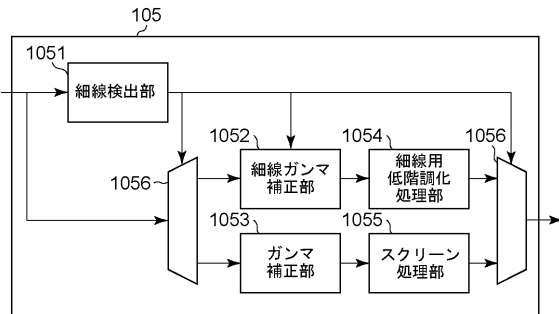 105
1051
細線検出部
1052
細線ガンマ
補正部
1054
細線用
低階調化
処理部
1056
1056
1053
ガンマ
補正部
1055
スクリーン
処理部